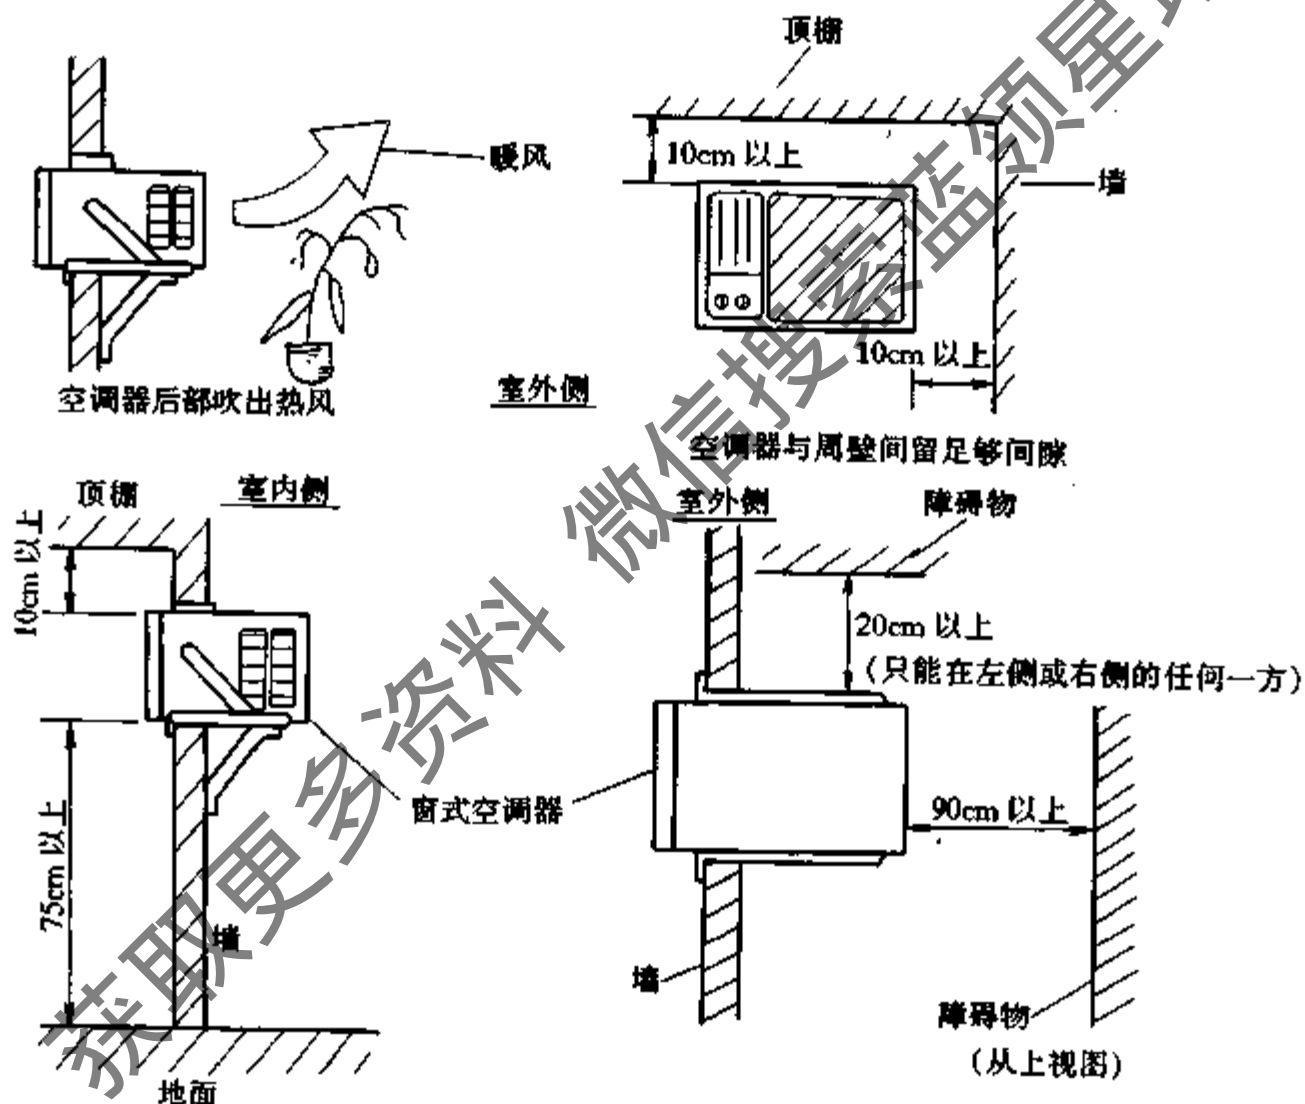 顶棚
10cm 以上
暖风
墙
①②
10cm 以上
空调器后部吹出热风
室外侧
空调器与周壁间留足够间隙
顶棚
室内侧
室外侧
障碍物
10cm 以上
20cm 以上
(只能在左侧或右侧的任何一方)
窗式空调器
90cm 以上
75cm 以上
墙
墙
障碍物
(从上视图)
地面
获取更多资料 微信搜索蓝领星球